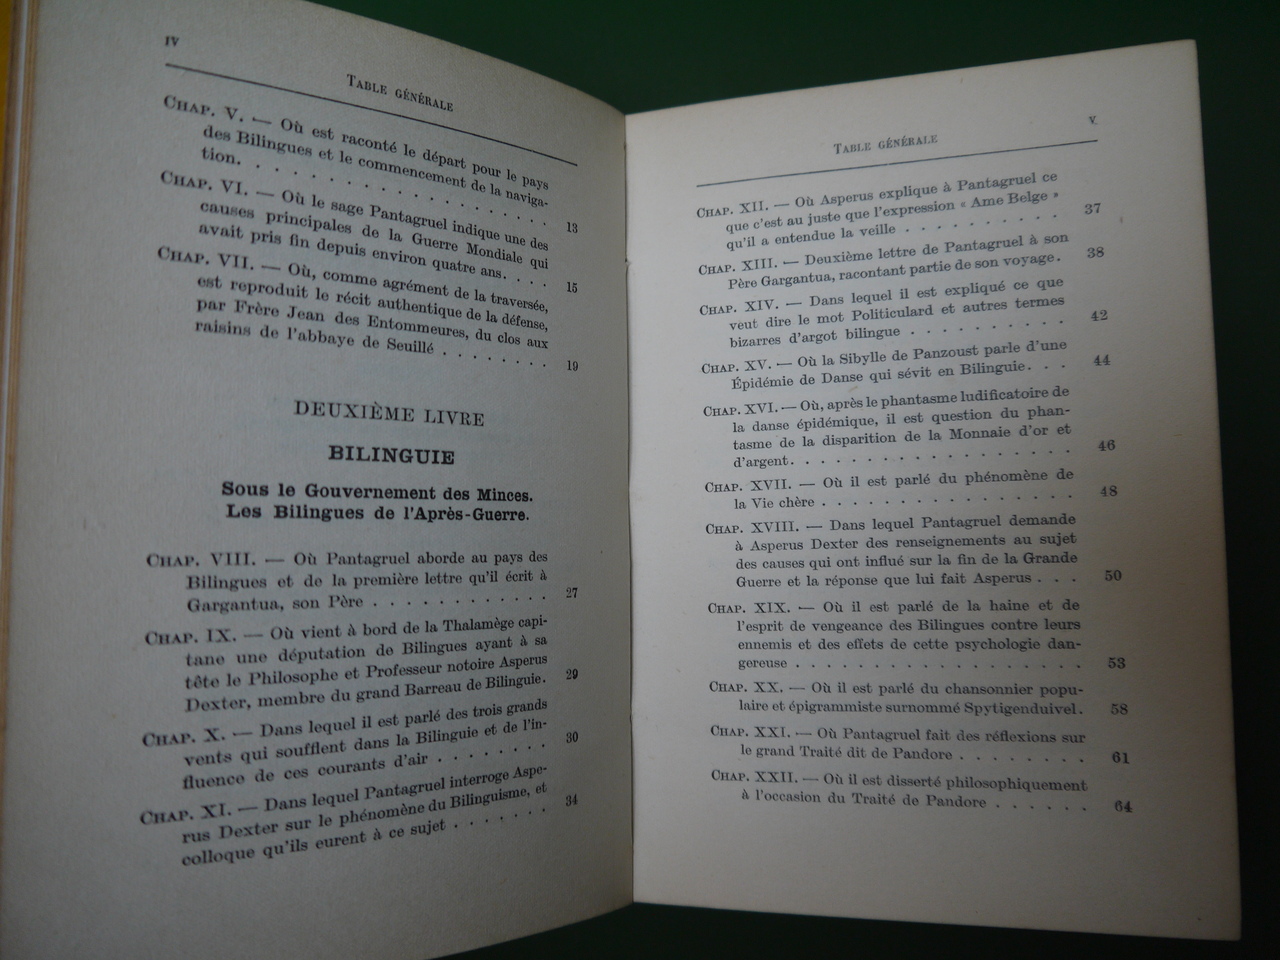 IV
TABLE GÉNÉRALE
CHAP. V. — Où est raconté le départ pour le pays
des Bilingues et le commencement de la naviga-
tion. . . . . . . . . . . . . . . . . 13
CHAP. VI. — Où le sage Pantagruel indique une des
causes principales de la Guerre Mondiale qui
avait pris fin depuis environ quatre ans. . . . 15
CHAP. VII. — Où, comme agrément de la traversée,
est reproduit le récit authentique de la défense,
par Frère Jean des Entommeures, du clos aux
raisins de l'abbaye de Seuillé . . . . . . . 19
DEUXIÈME LIVRE
BILINGUIE
Sous le Gouvernement des Minces.
Les Bilingues de l'Après-Guerre.
CHAP. VIII. — Où Pantagruel aborde au pays des
Bilingues et de la première lettre qu'il écrit à
Gargantua, son Père . . . . . . . . . . . . 27
CHAP. IX. — Où vient à bord de la Thalamège capi-
tane une députation de Bilingues ayant à sa
tête le Philosophe et Professeur notoire Asperus
Dexter, membre du grand Barreau de Bilinguie. 29
CHAP. X. — Dans lequel il est parlé des trois grands
vents qui soufflent dans la Bilinguie et de l'in-
fluence de ces courants d'air . . . . . . . 30
CHAP. XI. — Dans lequel Pantagruel interroge Aspe-
rus Dexter sur le phénomène du Bilinguisme, et
colloque qu'ils eurent à ce sujet . . . . . . 34
V
TABLE GÉNÉRALE
CHAP. XII. — Où Asperus explique à Pantagruel ce
que c'est au juste que l'expression « Ame Belge »
qu'il a entendue la veille . . . . . . . . . . 37
CHAP. XIII. — Deuxième lettre de Pantagruel à son
Père Gargantua, racontant partie de son voyage. 38
CHAP. XIV. — Dans lequel il est expliqué ce que
veut dire le mot Politiculard et autres termes
bizarres d'argot bilingue . . . . . . . . . . 42
CHAP. XV. — Où la Sibylle de Panzoust parle d'une
Épidémie de Danse qui sévit en Bilinguie. . . 44
CHAP. XVI. — Où, après le phantasme ludificatoire de
la danse épidémique, il est question du phan-
tasme de la disparition de la Monnaie d'or et
d'argent. . . . . . . . . . . . . . . . . . . 46
CHAP. XVII. — Où il est parlé du phénomène de
la Vie chère . . . . . . . . . . . . . . . . 48
CHAP. XVIII. — Dans lequel Pantagruel demande
à Asperus Dexter des renseignements au sujet
des causes qui ont influé sur la fin de la Grande
Guerre et la réponse que lui fait Asperus . . . 50
CHAP. XIX. — Où il est parlé de la haine et de
l'esprit de vengeance des Bilingues contre leurs
ennemis et des effets de cette psychologie dan-
gereuse . . . . . . . . . . . . . . . . . . 53
CHAP. XX. — Où il est parlé du chansonnier popu-
laire et épigrammiste surnommé Spytigenduivel. 58
CHAP. XXI. — Où Pantagruel fait des réflexions sur
le grand Traité dit de Pandore . . . . . . . . 61
CHAP. XXII. — Où il est disserté philosophiquement
à l'occasion du Traité de Pandore . . . . . . 64